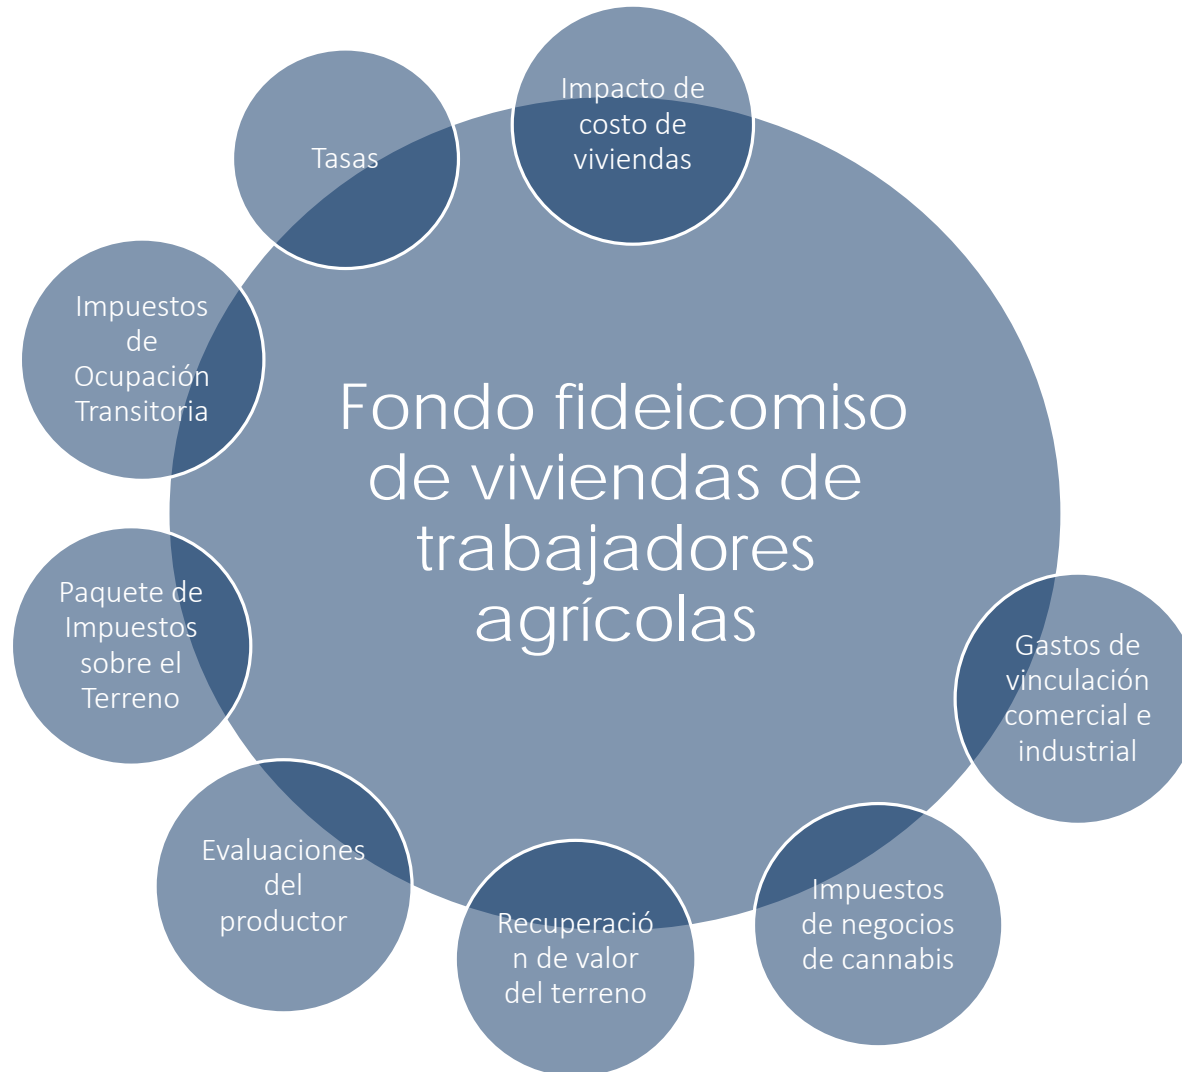 Impacto de
costo de
viviendas
Tasas
Impuestos
de
Ocupación
Transitoria
Fondo fideicomiso
de viviendas de
trabajadores
agrícolas
Paquete de
Impuestos
sobre el
Terreno
Gastos de
vinculación
comercial e
industrial
Evaluaciones
del
productor
Recuperació
n de valor
del terreno
Impuestos
de negocios
de cannabis